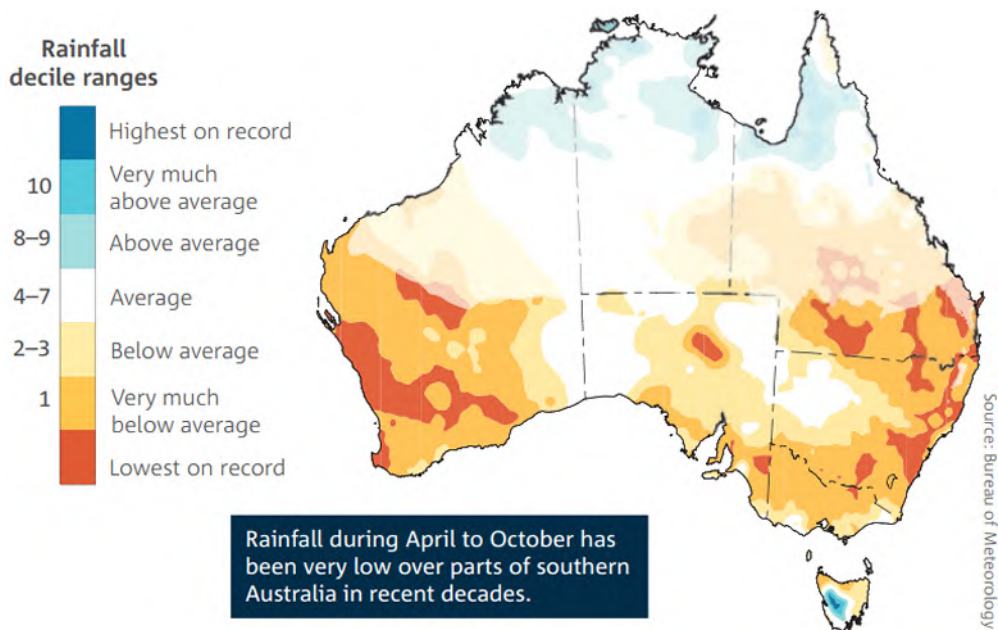 Rainfall
decile ranges
Highest on record
10
Very much
above average
8–9
Above average
4–7
Average
2–3
Below average
1
Very much
below average
Lowest on record
Rainfall during April to October has
been very low over parts of southern
Australia in recent decades.
Source: Bureau of Meteorology